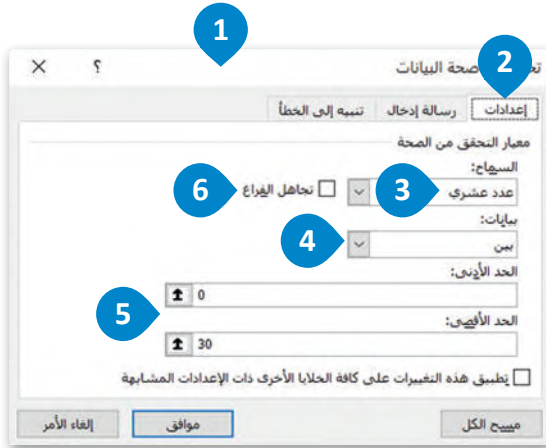 1
2
تح صحة البيانات
؟
إعدادات رسالة إدخال تنبيه إلى الخطأ
معيار التحقق من الصحة
السماح:
عدد عشري 3 تجاهل الفراغ 6
بيانات:
بين 4
الحد الأدنى:
0
5
الحد الأقصى:
30
تطبيق هذه التغييرات على كافة الخلايا الأخرى ذات الإعدادات المشابهة
مسح الكل موافق إلغاء الأمر